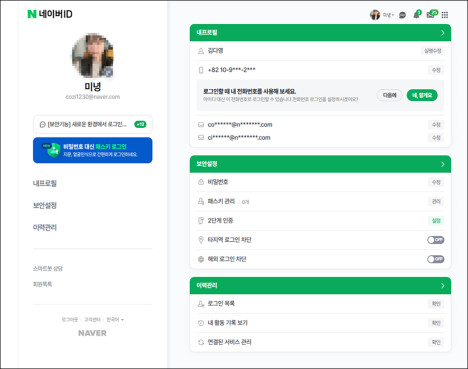 네이버ID
미녕
미녕
cozt1230@naver.com
[보안기능] 새로운 환경에서 로그인...
+13
비밀번호 대신 패스키 로그인
지문, 얼굴인식으로 간편하게 로그인하세요.
내프로필
보안설정
이력관리
스마트봇 상담
회원톡톡
로그아웃 고객센터 한국어
NAVER
내프로필
김다영
실명수정
+82 10-9***-2***
수정
로그인할 때 내 전화번호를 사용해 보세요.
아이디 대신 이 전화번호로 로그인할 수 있습니다. 전화번호 로그인을 설정하시겠어요?
다음에
네, 할게요
co******@n*******.com
수정
ci******@n*******.com
수정
보안설정
비밀번호
수정
패스키 관리 0개
관리
2단계 인증
설정
타지역 로그인 차단
OFF
해외 로그인 차단
OFF
이력관리
로그인 목록
확인
내 활동 기록 보기
확인
연결된 서비스 관리
확인